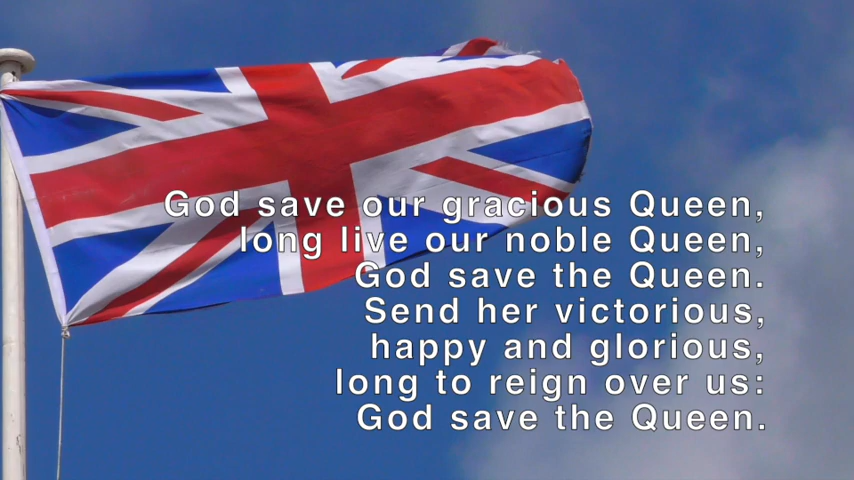 God save our gracious Queen,
long live our noble Queen,
God save the Queen.
Send her victorious,
happy and glorious,
long to reign over us:
God save the Queen.